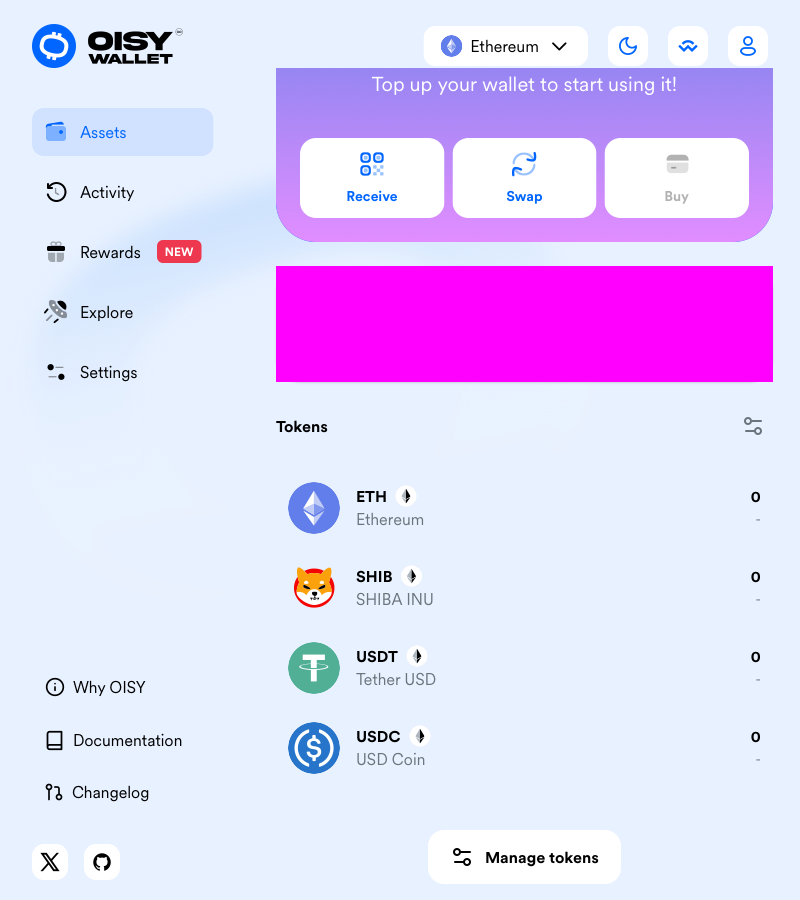 OISY
WALLET
Ethereum
Top up your wallet to start using it!
Receive
Swap
Buy
Assets
Activity
Rewards NEW
Explore
Settings
Tokens
ETH
Ethereum
0
-
SHIB
SHIBA INU
0
-
USDT
Tether USD
0
-
USDC
USD Coin
0
-
Why OISY
Documentation
Changelog
Manage tokens